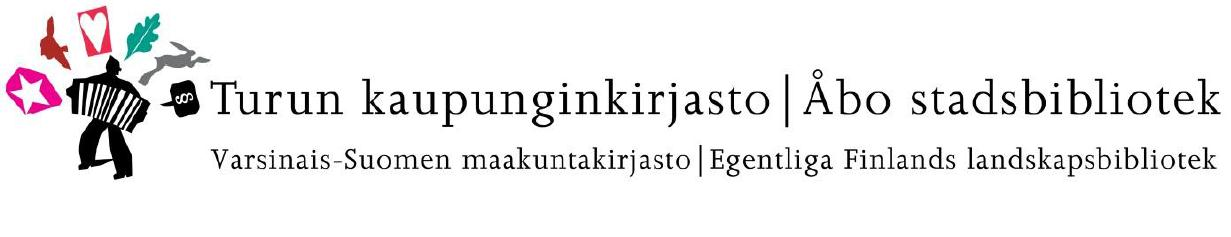 Turun kaupunginkirjasto | Åbo stadsbibliotek
Varsinais-Suomen maakuntakirjasto | Egentliga Finlands landskapsbibliotek